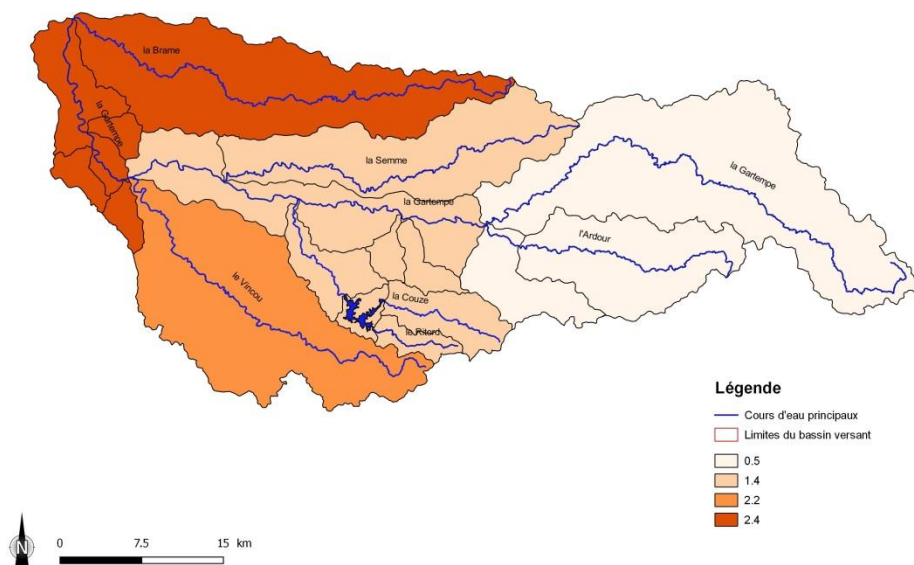 la Brame
la Gartempe
la Semme
la Gartempe
la Gartempe
l'Ardour
le Vincou
la Couze
le Ritord
Légende
Cours d'eau principaux
Limites du bassin versant
0.5
1.4
2.2
2.4
N
0 7.5 15 km